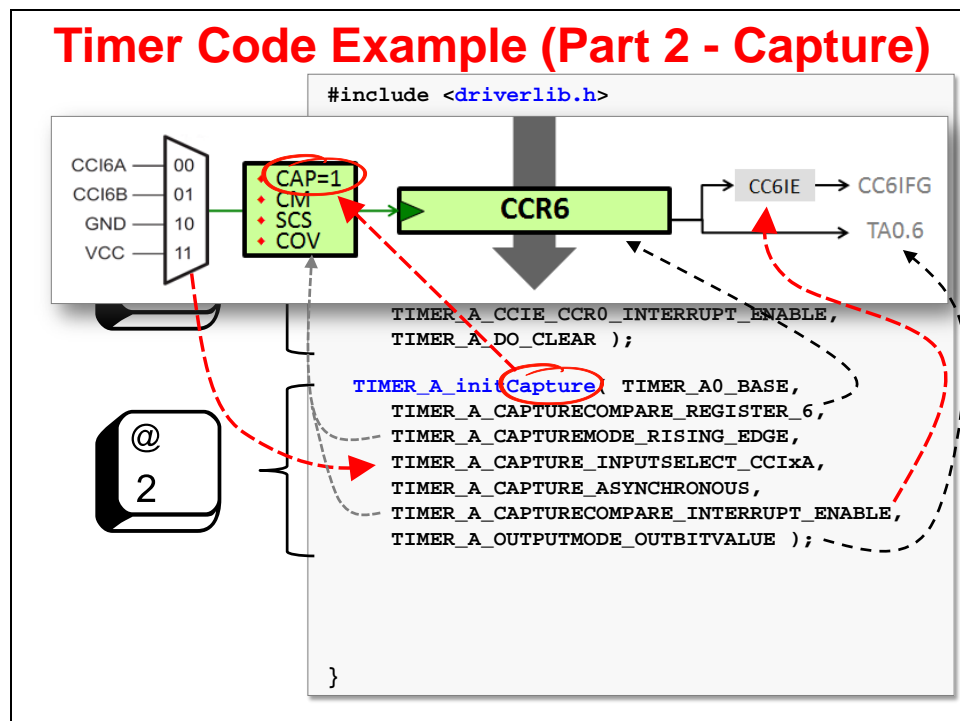 Timer Code Example (Part 2 - Capture)
#include <driverlib.h>
CCI6A
CCI6B
GND
VCC
00
01
10
11
CAP=1
CM
SCS
COV
CCR6
CC6IE
CC6IFG
TA0.6
TIMER_A_CCIE_CCR0_INTERRUPT_ENABLE,
TIMER_A_DO_CLEAR );
TIMER_A_initCapture( TIMER_A0_BASE,
TIMER_A_CAPTURECOMPARE_REGISTER_6,
TIMER_A_CAPTUREMODE_RISING_EDGE,
TIMER_A_CAPTURE_INPUTSELECT_CCIxA,
TIMER_A_CAPTURE_ASYNCHRONOUS,
TIMER_A_CAPTURECOMPARE_INTERRUPT_ENABLE,
TIMER_A_OUTPUTMODE_OUTBITVALUE );
@
2
}